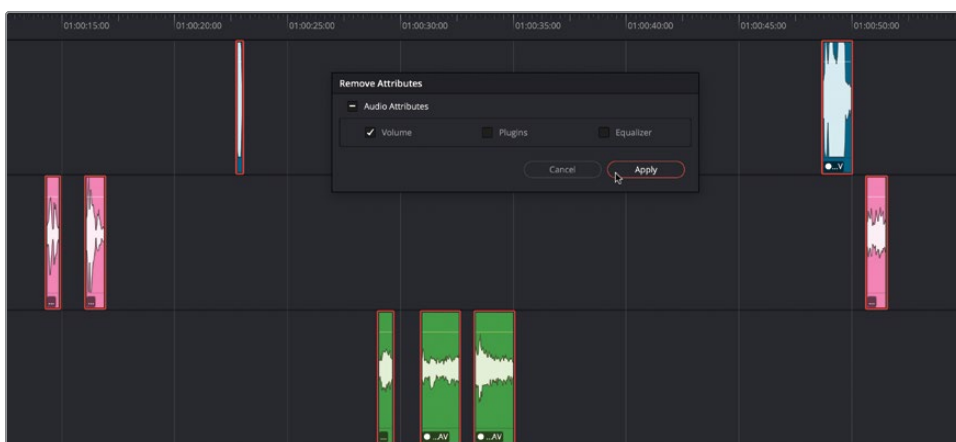 01:00:15:00 01:00:20:00 01:00:25:00 01:00:30:00 01:00:35:00 01:00:40:00 01:00:45:00 01:00:50:00
Remove Attributes
Audio Attributes
Volume Plugins Equalizer
Cancel Apply
...V
... ... ...
... ...AV ...AV